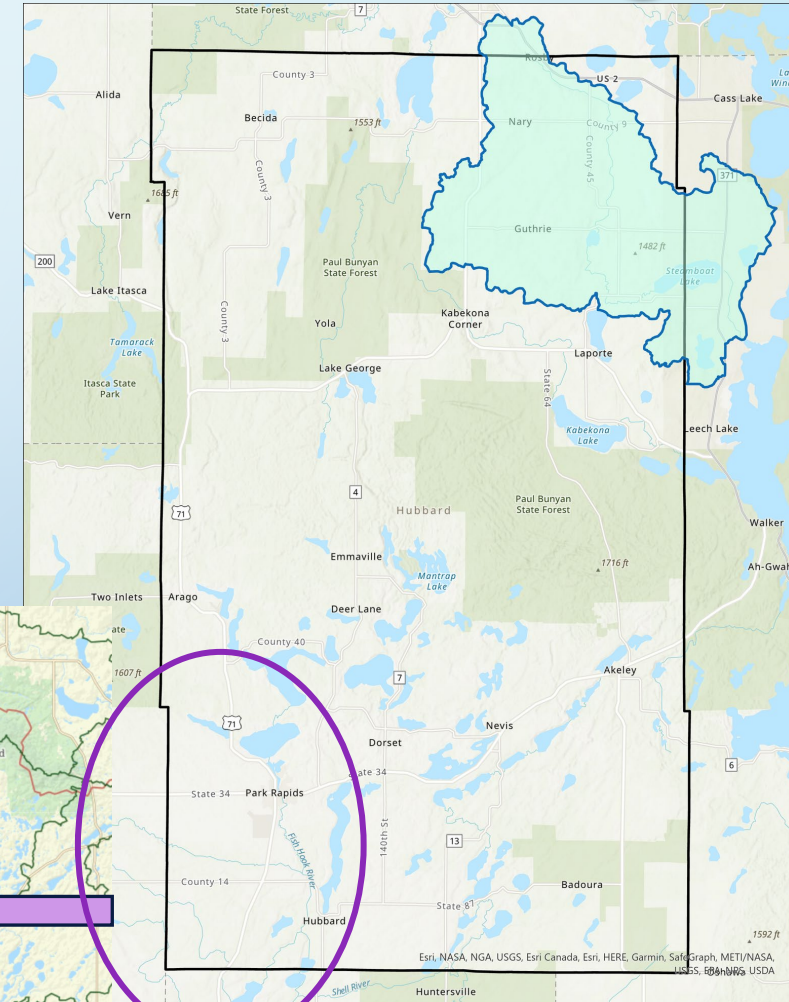 State Forest
7
Rosby
US 2
County 3
Alida
Cass Lake
Becida
1553 ft
Nary
County 9
County 45
County 3
371
1685 ft
Vern
Guthrie
200
1482 ft
Paul Bunyan
State Forest
Steamboat
Lake
Lake Itasca
County 3
Yola
Kabekona
Corner
Tamarack
Lake
Laporte
Lake George
State 64
Itasca State
Park
Leech Lake
Kabekona
Lake
4
Paul Bunyan
State Forest
71
Hubbard
Walker
Emmaville
1716 ft
Ah-Gwah
Mantrap
Lake
Two Inlets
Arago
Deer Lane
ate
County 40
1607 ft
Akeley
7
71
Nevis
Dorset
6
State 34
State 34
Park Rapids
140th St
13
Fish Hook River
County 14
Badoura
State 87
Hubbard
1592 ft
Esri, NASA, NGA, USGS, Esri Canada, Esri, HERE, Garmin, SafeGraph, METI/NASA,
USGS, EPA, NPS, USDA
Oshawa
Shell River
Huntersville